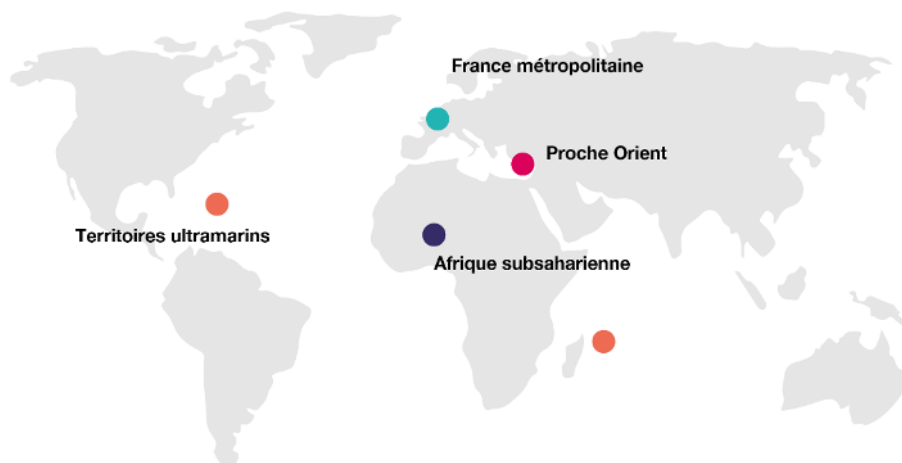 France métropolitaine
Proche Orient
Territoires ultramarins
Afrique subsaharienne